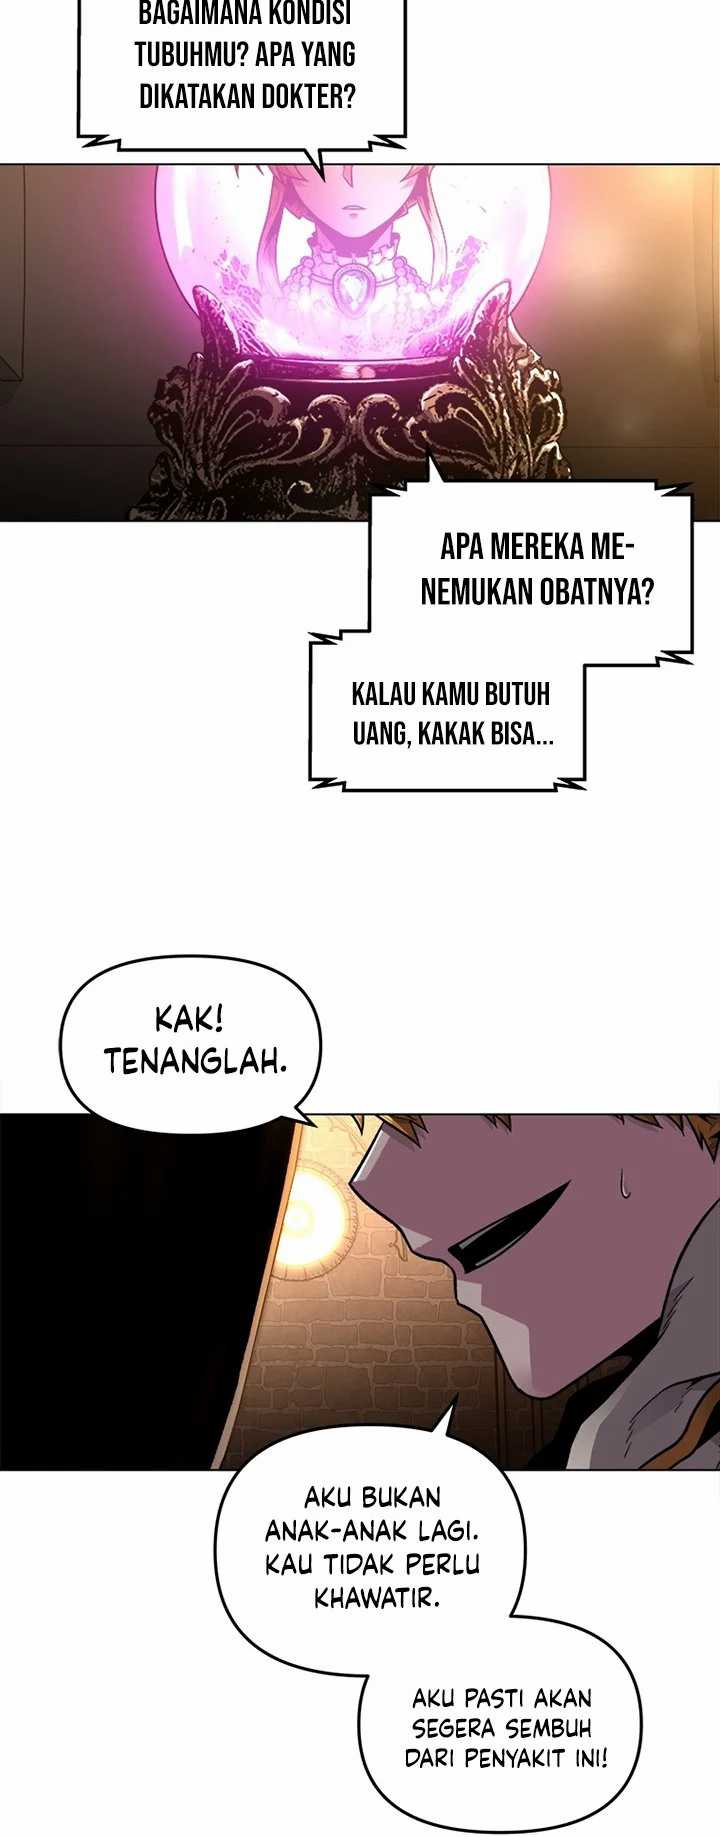 BAGAIMANA KONDISI
TUBUHMU? APA YANG
DIKATAKAN DOKTER?
APA MEREKA ME-
NEMUKAN OBATNYA?
KALAU KAMU BUTUH
UANG, KAKAK BISA...
KAK!
TENANGLAH.
AKU BUKAN
ANAK-ANAK LAGI.
KAU TIDAK PERLU
KHAWATIR.
AKU PASTI AKAN
SEGERA SEMBUH
DARI PENYAKIT INI!